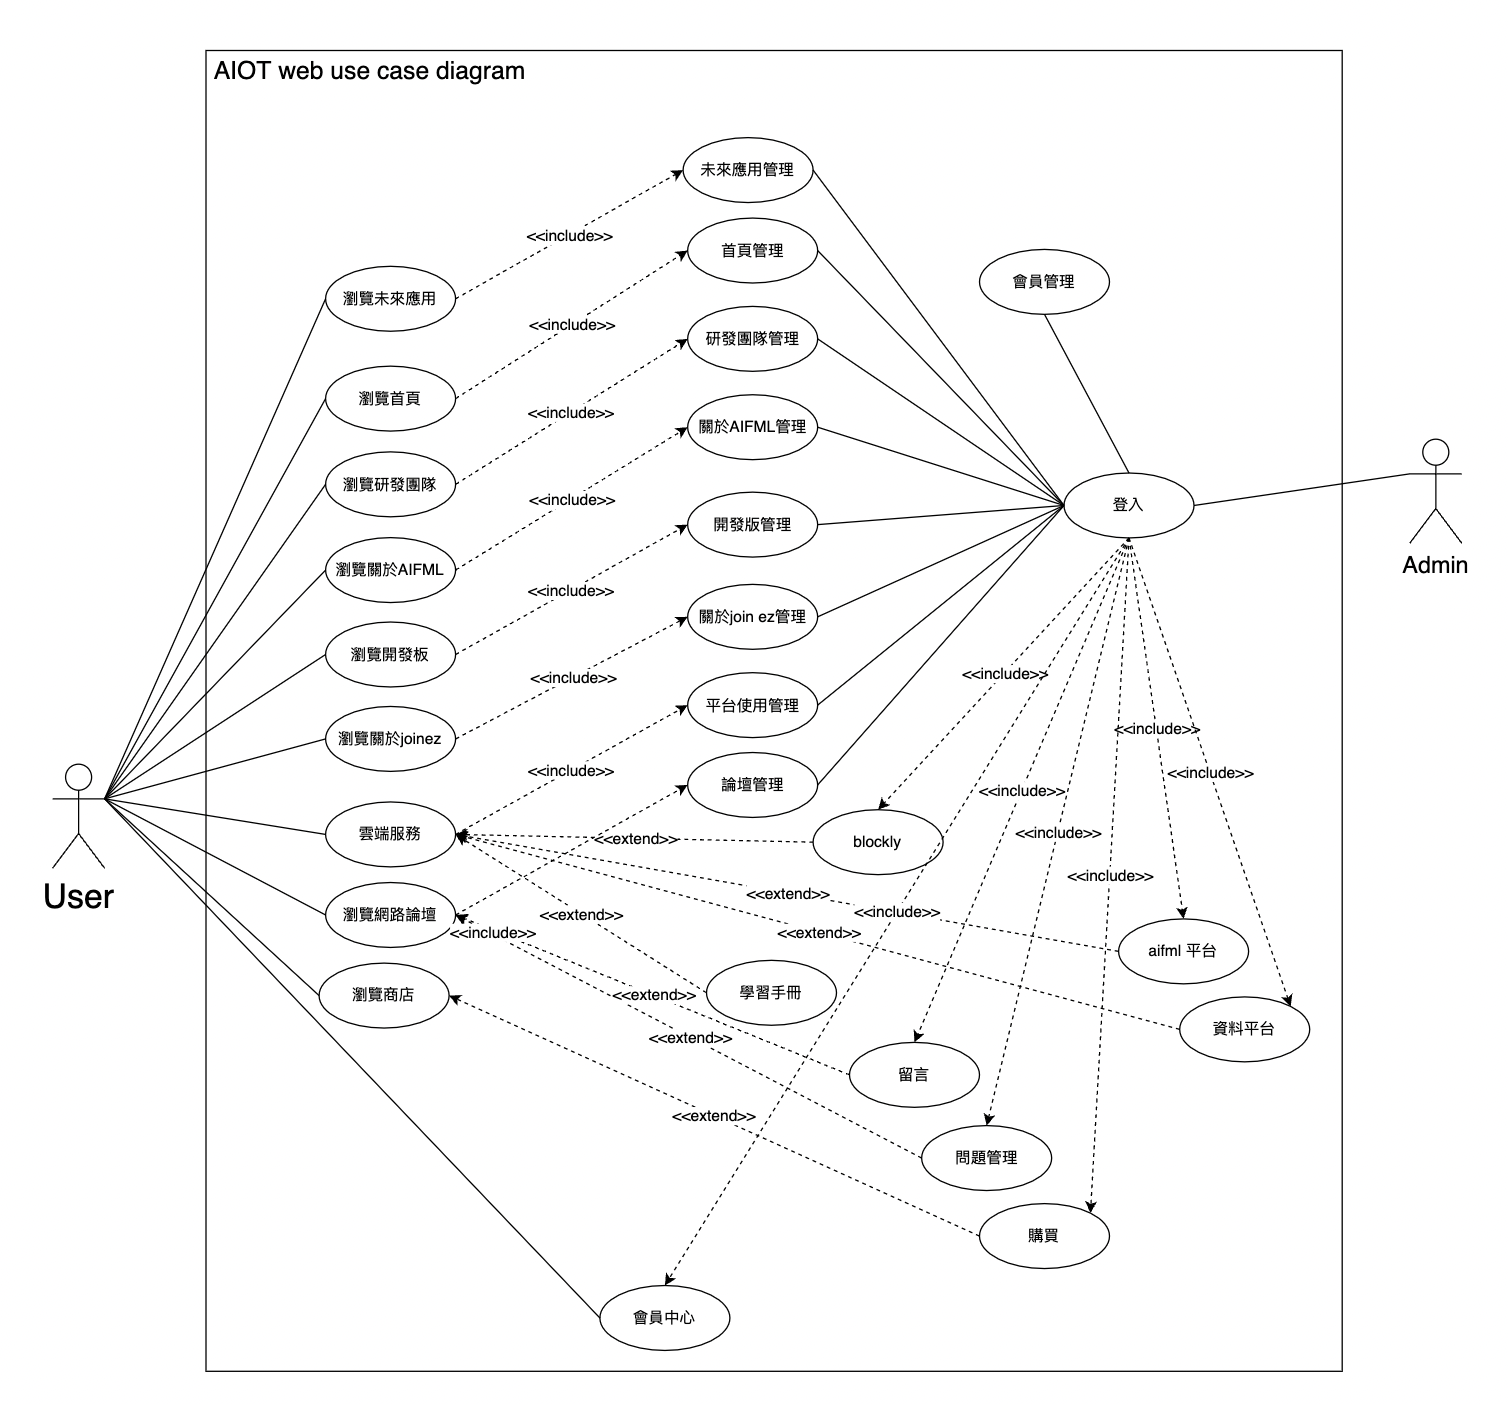 AIOT web use case diagram
未來應用管理
<<include>>
首頁管理
會員管理
瀏覽未來應用
<<include>>
研發團隊管理
瀏覽首頁
<<include>>
關於AIFML管理
瀏覽研發團隊
<<include>>
登入
開發版管理
Admin
瀏覽關於AIFML
<<include>>
關於join ez管理
瀏覽開發板
<<include>>
<<include>>
平台使用管理
瀏覽關於joinez
<<include>>
<<include>>
<<include>>
論壇管理
<<include>>
雲端服務
<<include>>
<<extend>>
blockly
<<include>>
User
<<extend>>
瀏覽網路論壇
<<extend>>
<<include>>
<<include>>
<<extend>>
aifml 平台
瀏覽商店
<<extend>>
學習手冊
資料平台
<<extend>>
留言
<<extend>>
問題管理
購買
會員中心